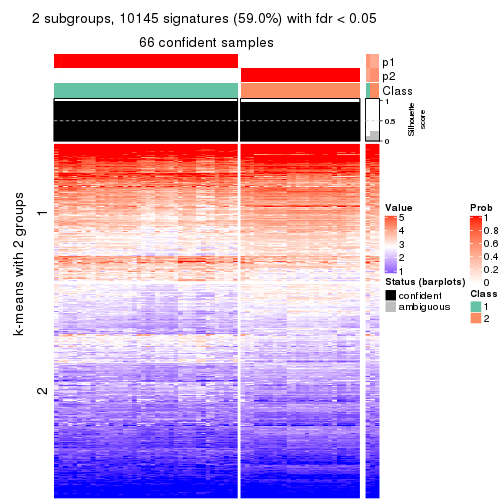 2 subgroups, 10145 signatures (59.0%) with fdr < 0.05
66 confident samples
p1
p2
Class
1
0.5
0
Silhouette
score
k-means with 2 groups
1
2
Value
5
4
3
2
1
Status (barplots)
confident
ambiguous
Prob
1
0.8
0.6
0.4
0.2
0
Class
1
2